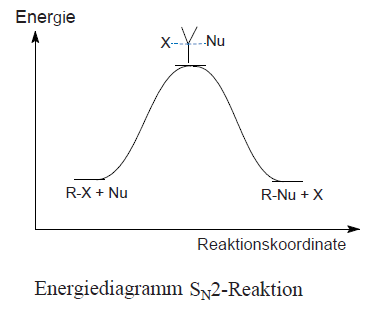 Energie
X Nu
R-X + Nu
R-Nu + X
Reaktionskoordinate
Energiediagramm SN2-Reaktion